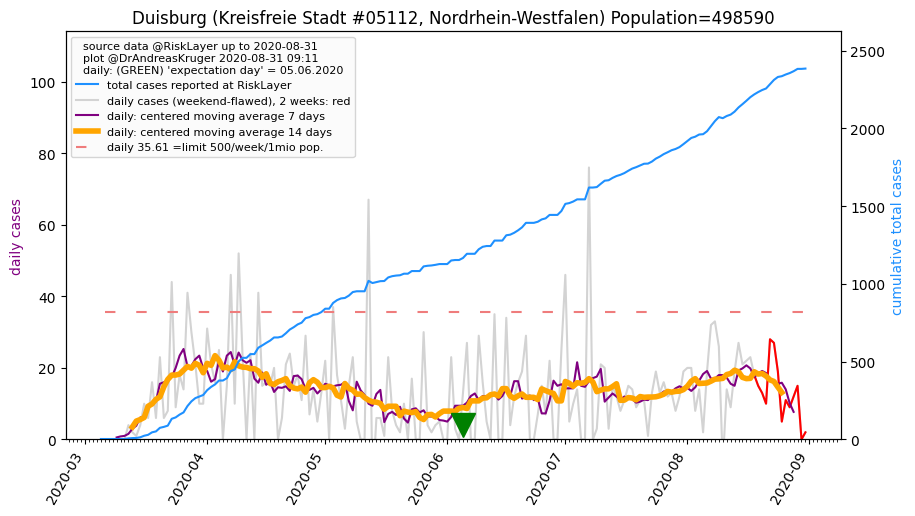 Duisburg (Kreisfreie Stadt #05112, Nordrhein-Westfalen) Population=498590
source data @RiskLayer up to 2020-08-31
plot @DrAndreasKruger 2020-08-31 09:11
daily: (GREEN) 'expectation day' = 05.06.2020
total cases reported at RiskLayer
daily cases (weekend-flawed), 2 weeks: red
daily: centered moving average 7 days
daily: centered moving average 14 days
daily 35.61 =limit 500/week/1mio pop.
daily cases
100
80
60
40
20
0
cumulative total cases
2500
2000
1500
1000
500
0
2020-03
2020-04
2020-05
2020-06
2020-07
2020-08
2020-09